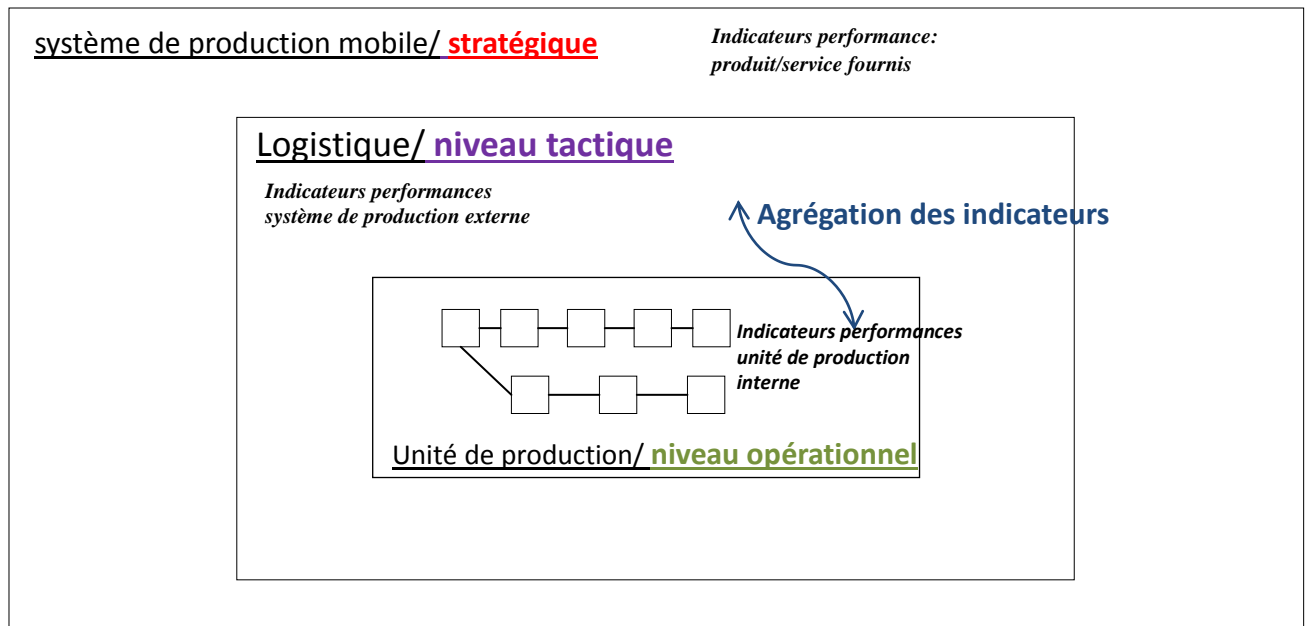 système de production mobile/ stratégique
Indicateurs performance:
produit/service fournis
Logistique/ niveau tactique
Indicateurs performances
système de production externe
Agrégation des indicateurs
Indicateurs performances
unité de production
interne
Unité de production/ niveau opérationnel